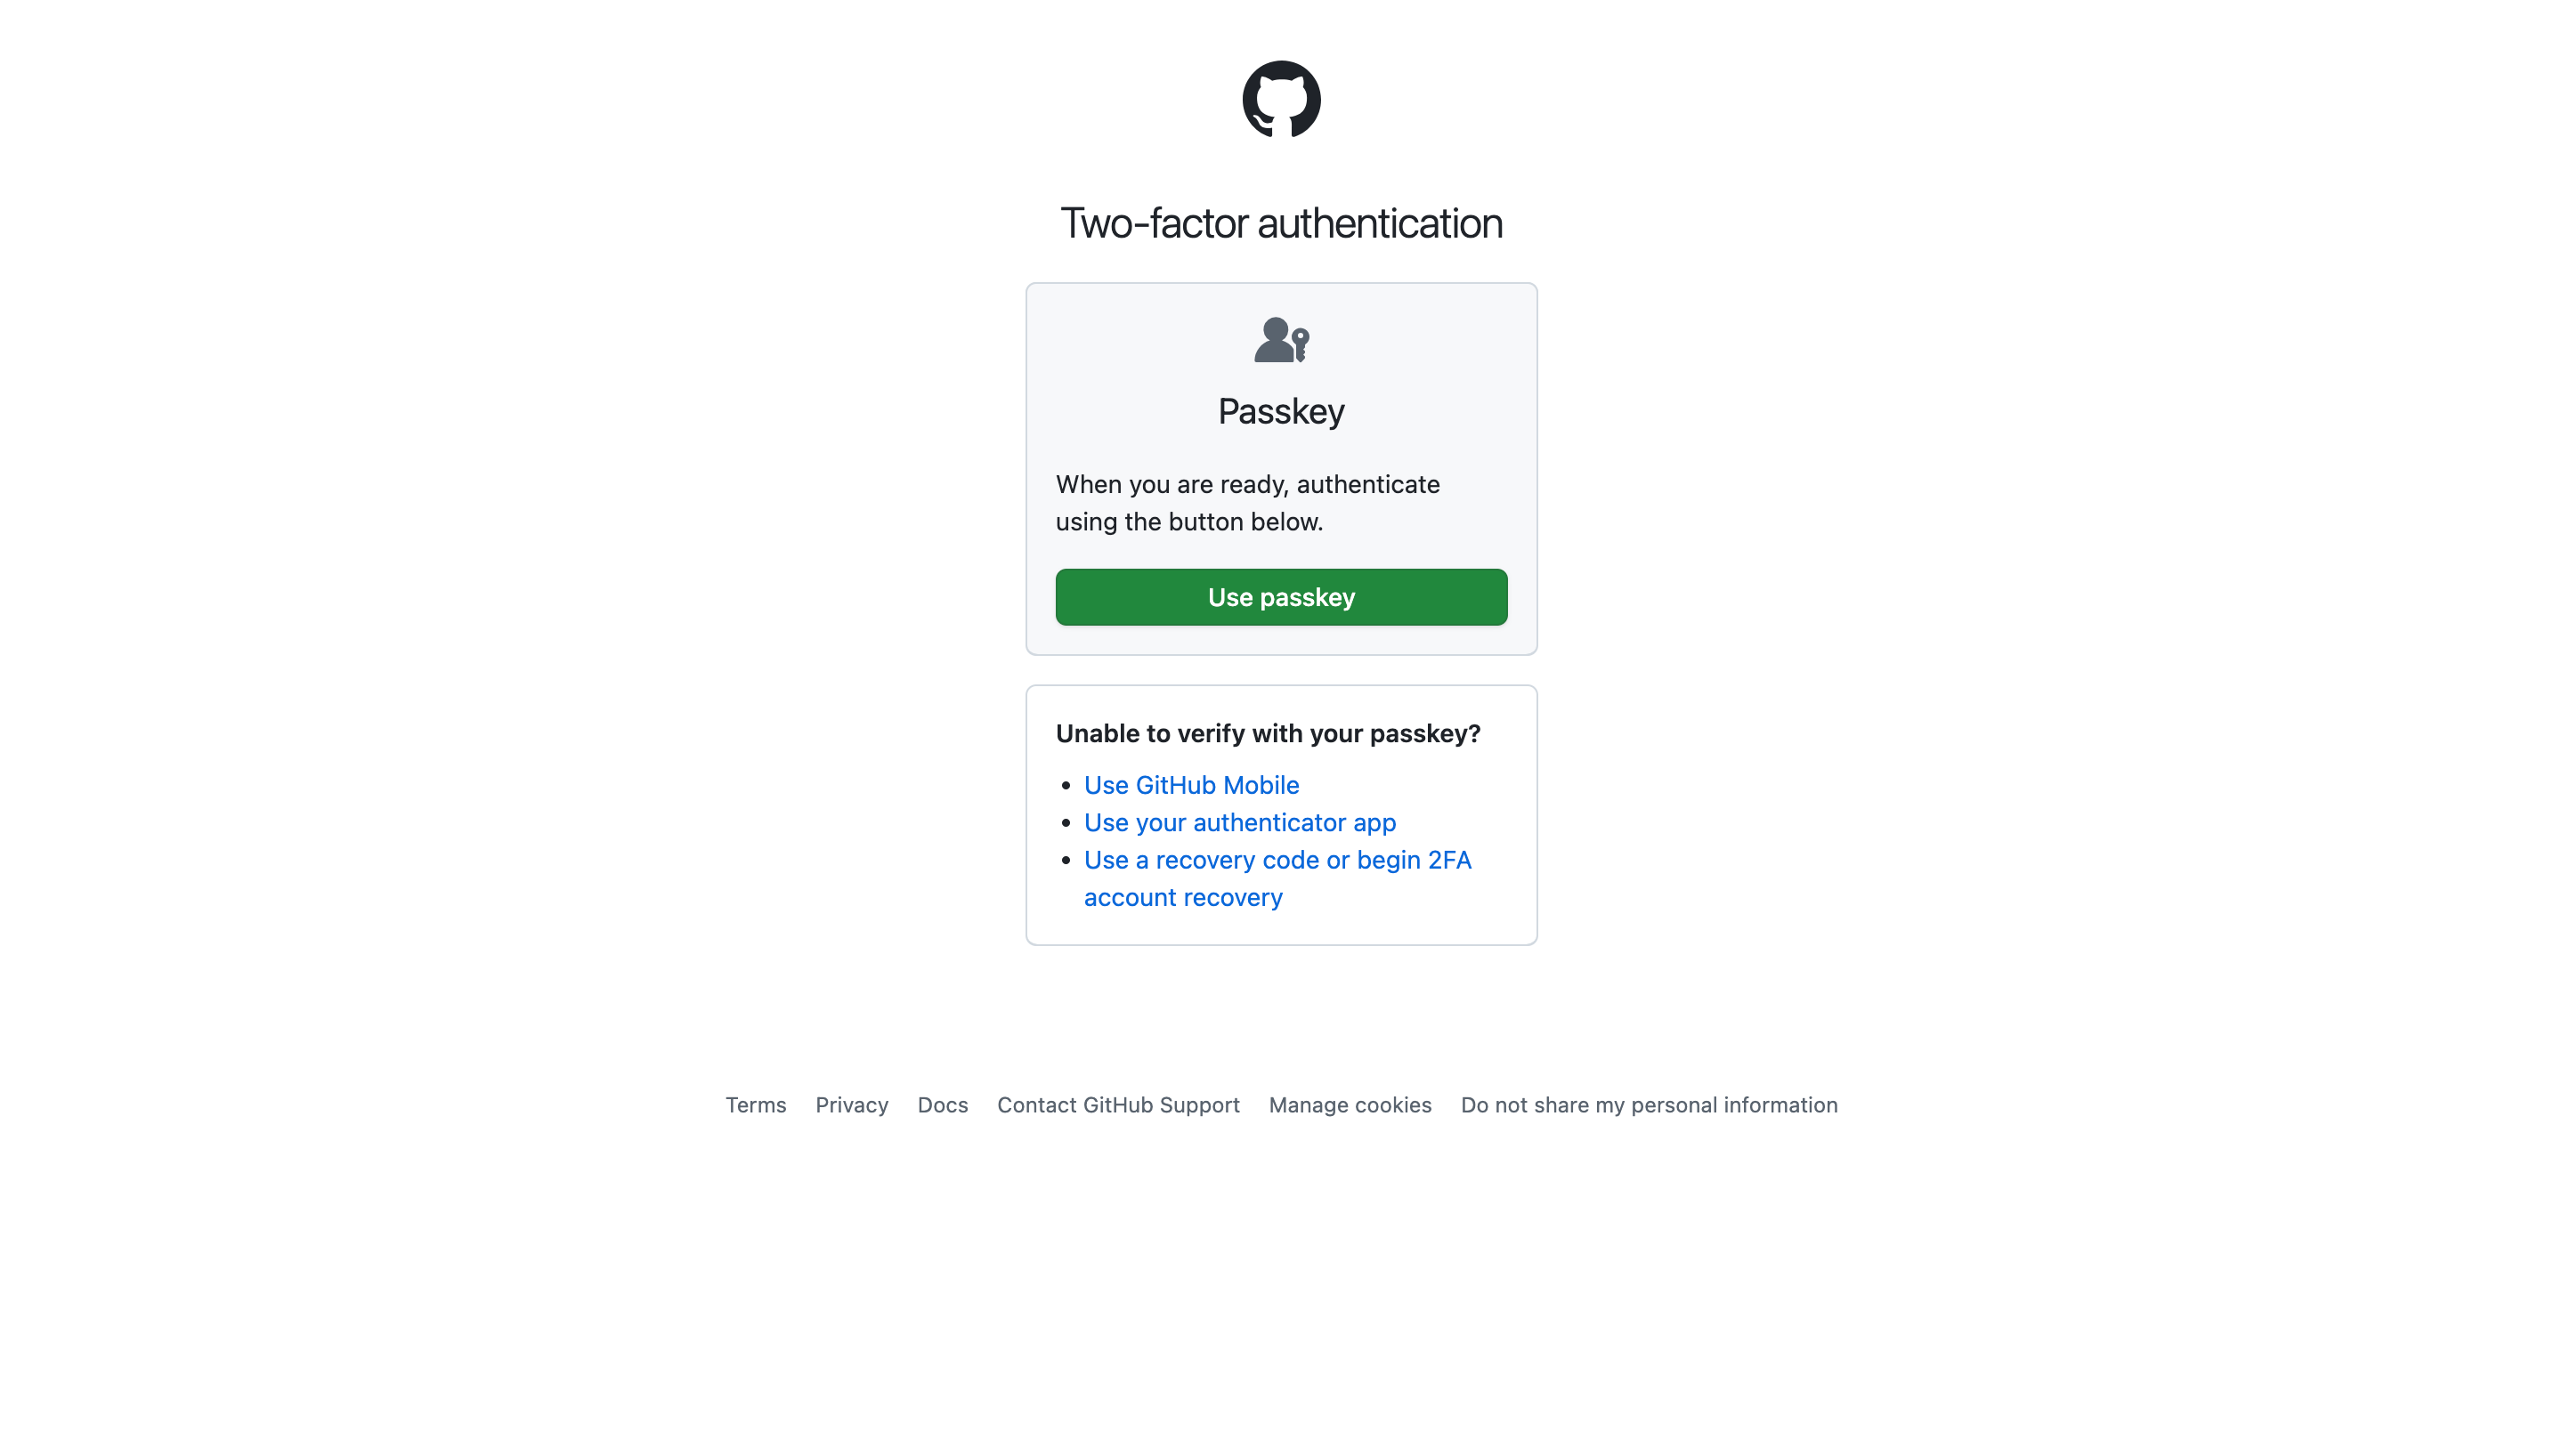 Two-factor authentication
Passkey
When you are ready, authenticate
using the button below.
Use passkey
Unable to verify with your passkey?
Use GitHub Mobile
Use your authenticator app
Use a recovery code or begin 2FA
account recovery
Terms Privacy Docs Contact GitHub Support Manage cookies Do not share my personal information